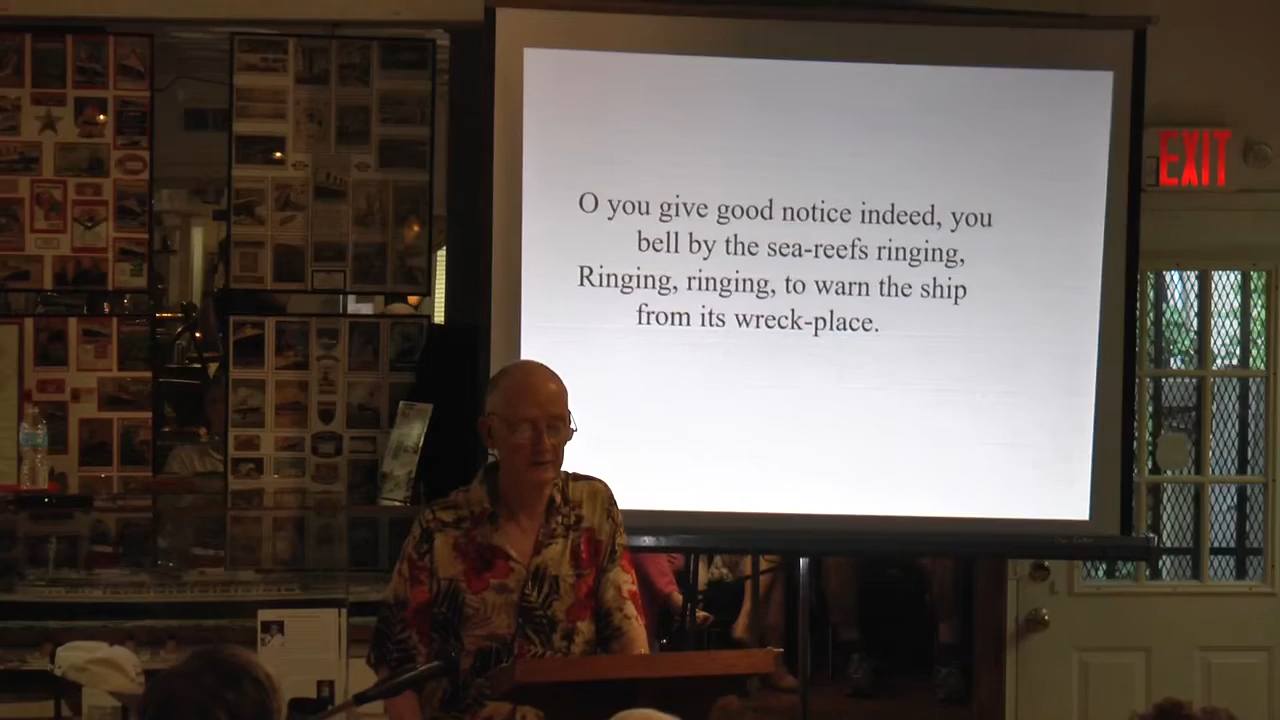 O you give good notice indeed, you
bell by the sea-reefs ringing,
Ringing, ringing, to warn the ship
from its wreck-place.
EXIT